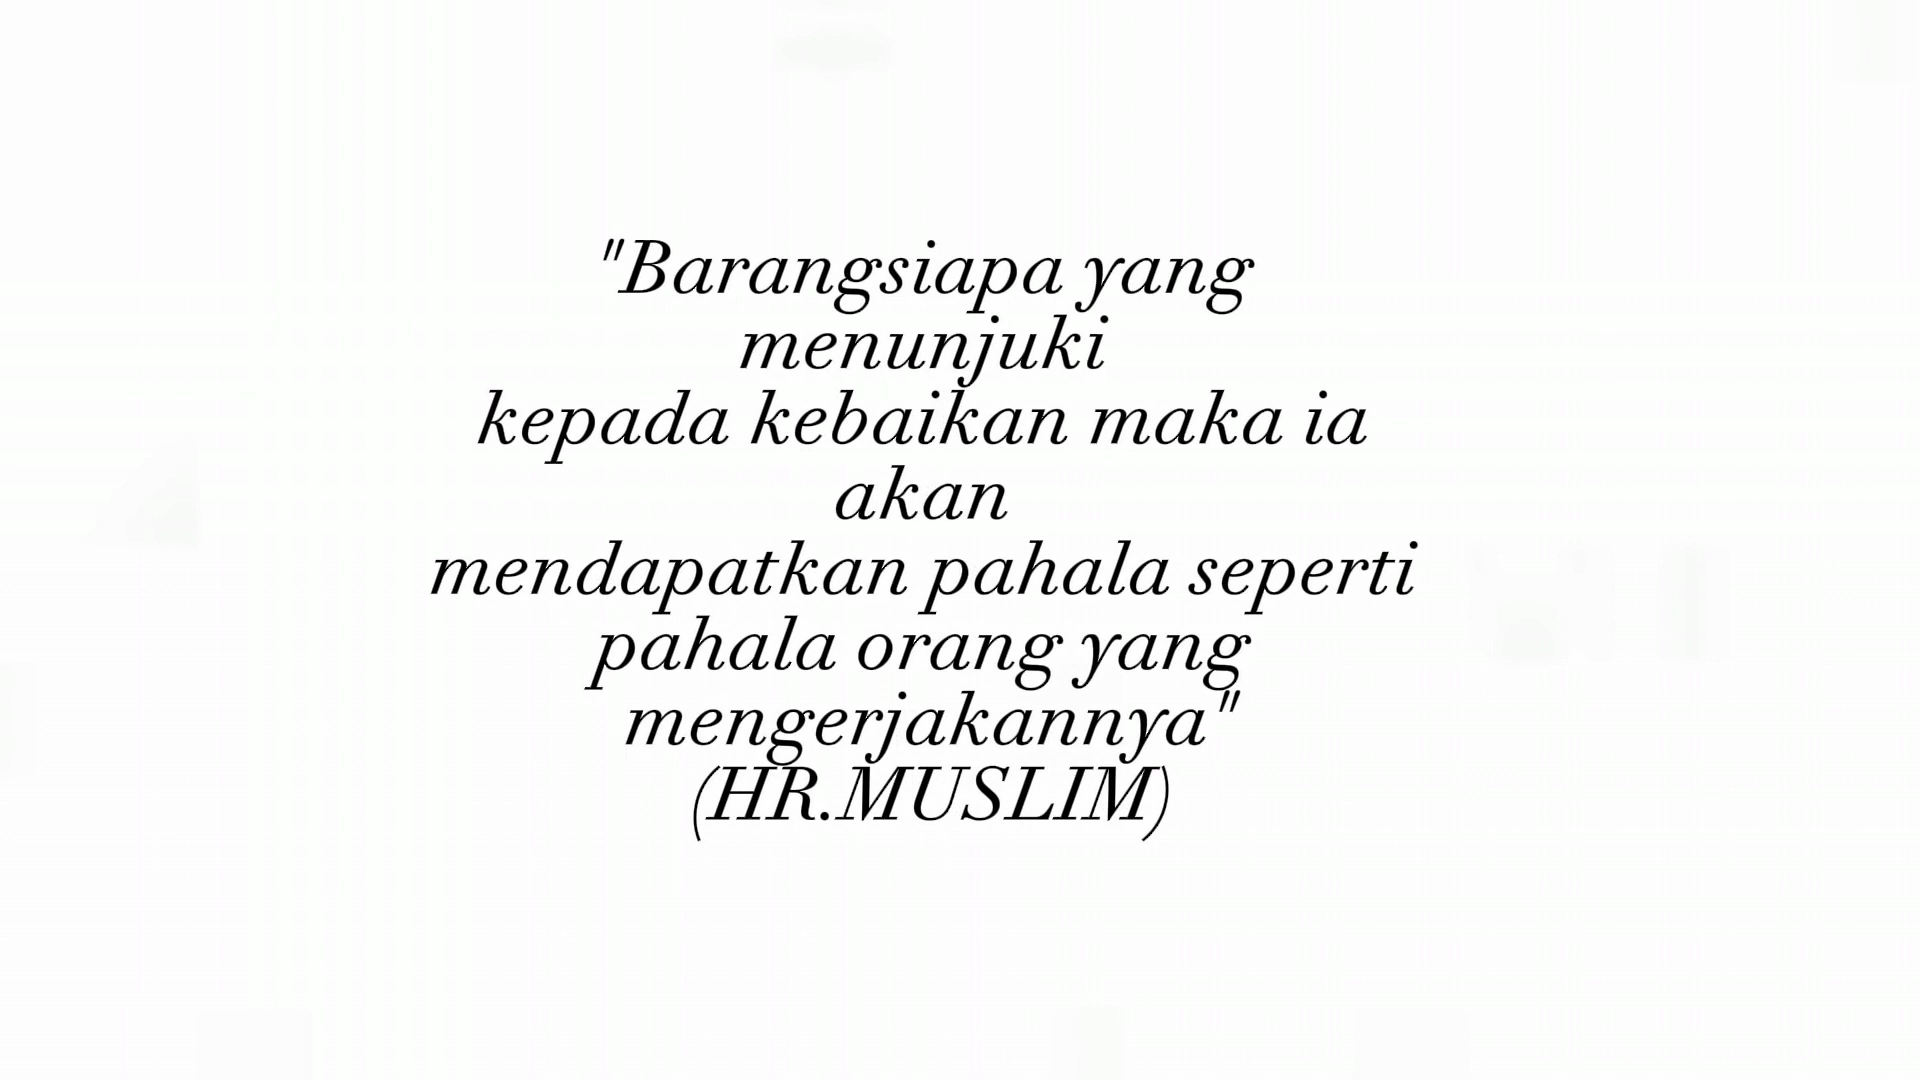 "Barangsiapa yang
menunjuki
kepada kebaikan maka ia
akan
mendapatkan pahala seperti
pahala orang yang
mengerjakannya"
(HR.MUSLIM)